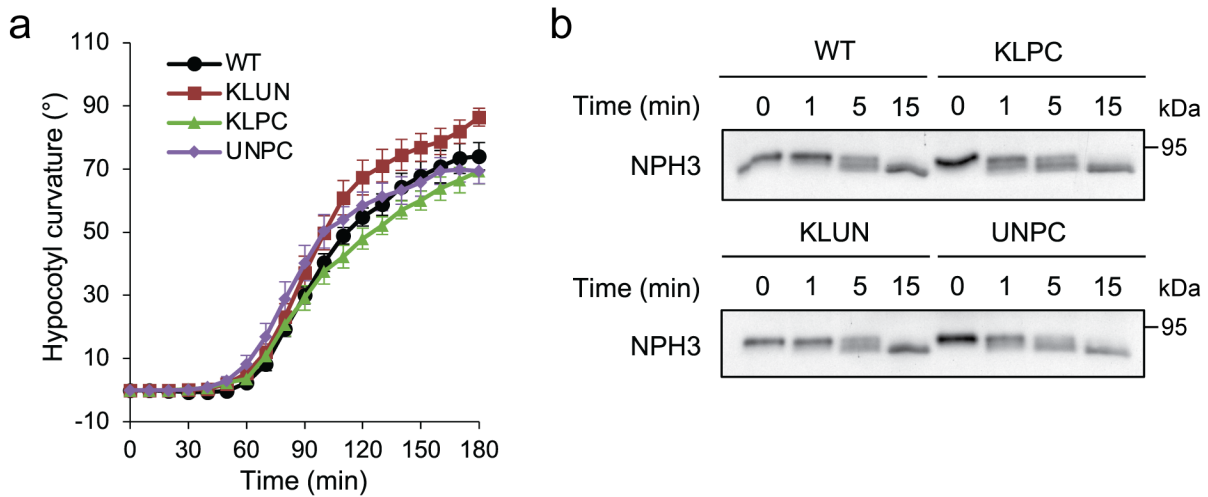 a
110
90
70
50
30
10
-10
Hypocotyl curvature (°)
WT
KLUN
KLPC
UNPC
0 30 60 90 120 150 180
Time (min)
b
WT KLPC
Time (min) 0 1 5 15 0 1 5 15 kDa
NPH3
95
KLUN UNPC
Time (min) 0 1 5 15 0 1 5 15 kDa
NPH3
95